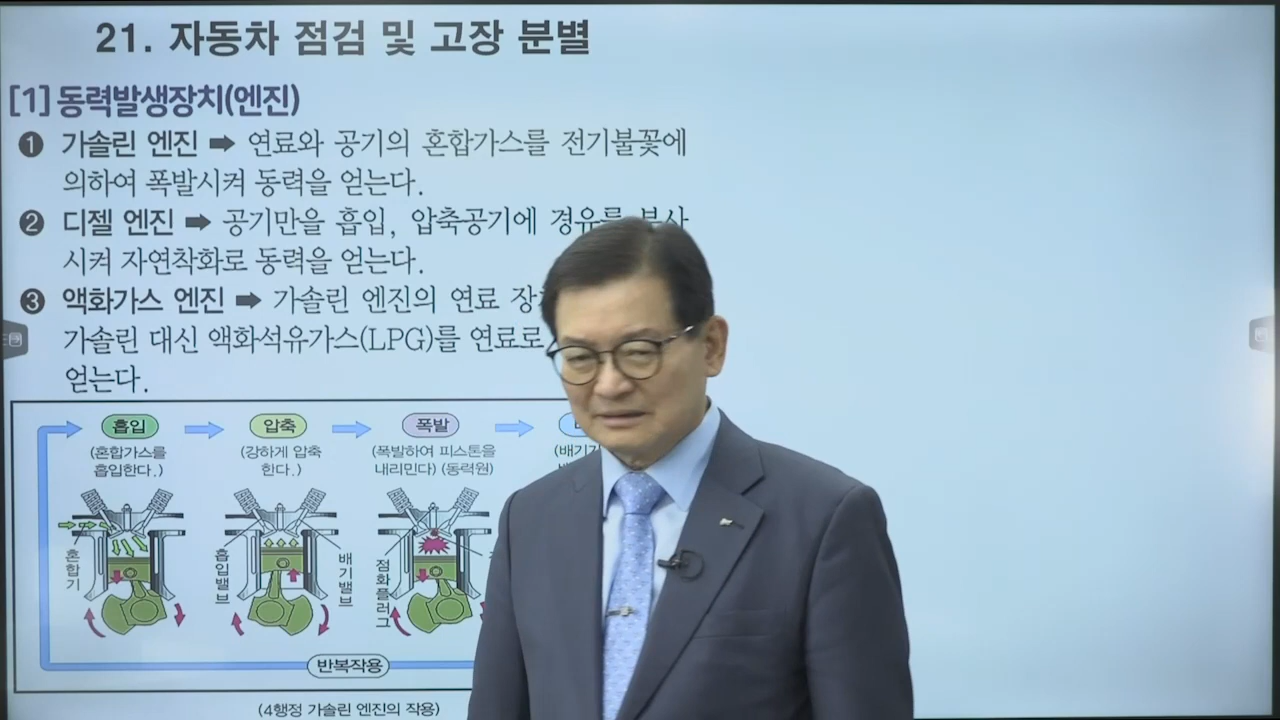 21. 자동차 점검 및 고장 분별
[1] 동력발생장치(엔진)
❶ 가솔린 엔진 ➡ 연료와 공기의 혼합가스를 전기불꽃에
의하여 폭발시켜 동력을 얻는다.
❷ 디젤 엔진 ➡ 공기만을 흡입, 압축공기에 경유를 분사
시켜 자연착화로 동력을 얻는다.
❸ 액화가스 엔진 ➡ 가솔린 엔진의 연료
가솔린 대신 액화석유가스(LPG)를 연료로
얻는다.
흡입 압축 폭발
(혼합가스를
흡입한다.)
(강하게 압축
한다.)
(폭발하여 피스톤을
내리민다) (동력원)
혼합기
흡입밸브
배기밸브
점화플러그
반복작용
(4행정 가솔린 엔진의 작용)